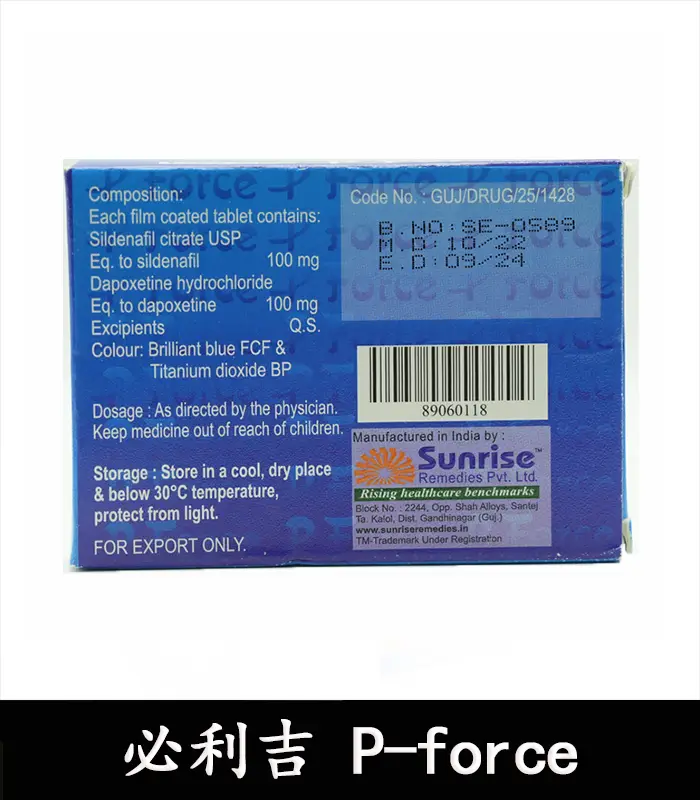 Composition:
Each film coated tablet contains:
Sildenafil citrate USP
Eq. to sildenafil 100 mg
Dapoxetine hydrochloride
Eq. to dapoxetine 100 mg
Excipients Q.S.
Colour: Brilliant blue FCF &
Titanium dioxide BP
Dosage : As directed by the physician.
Keep medicine out of reach of children.
Storage : Store in a cool, dry place
& below 30°C temperature,
protect from light.
FOR EXPORT ONLY.
Code No. : GUJ/DRUG/25/1428
B.NO:SE-0589
M.D:10/22
E.D:09/24
89060118
Manufactured in India by :
Sunrise™
Remedies Pvt. Ltd.
Rising healthcare benchmarks
Block No. : 2244, Opp. Shah Alloys, Santej
Ta. Kalol, Dist. Gandhinagar (Guj.)
www.sunriseremedies.in
TM-Trademark Under Registration
必利吉 P-force